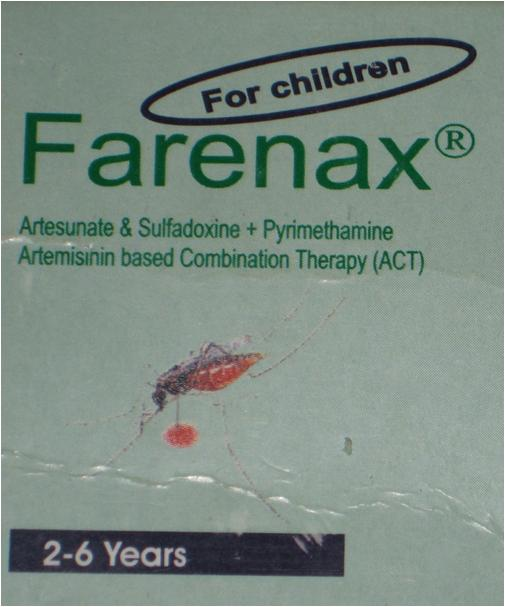 For children
Farenax®
Artesunate & Sulfadoxine + Pyrimethamine
Artemisinin based Combination Therapy (ACT)
2-6 Years